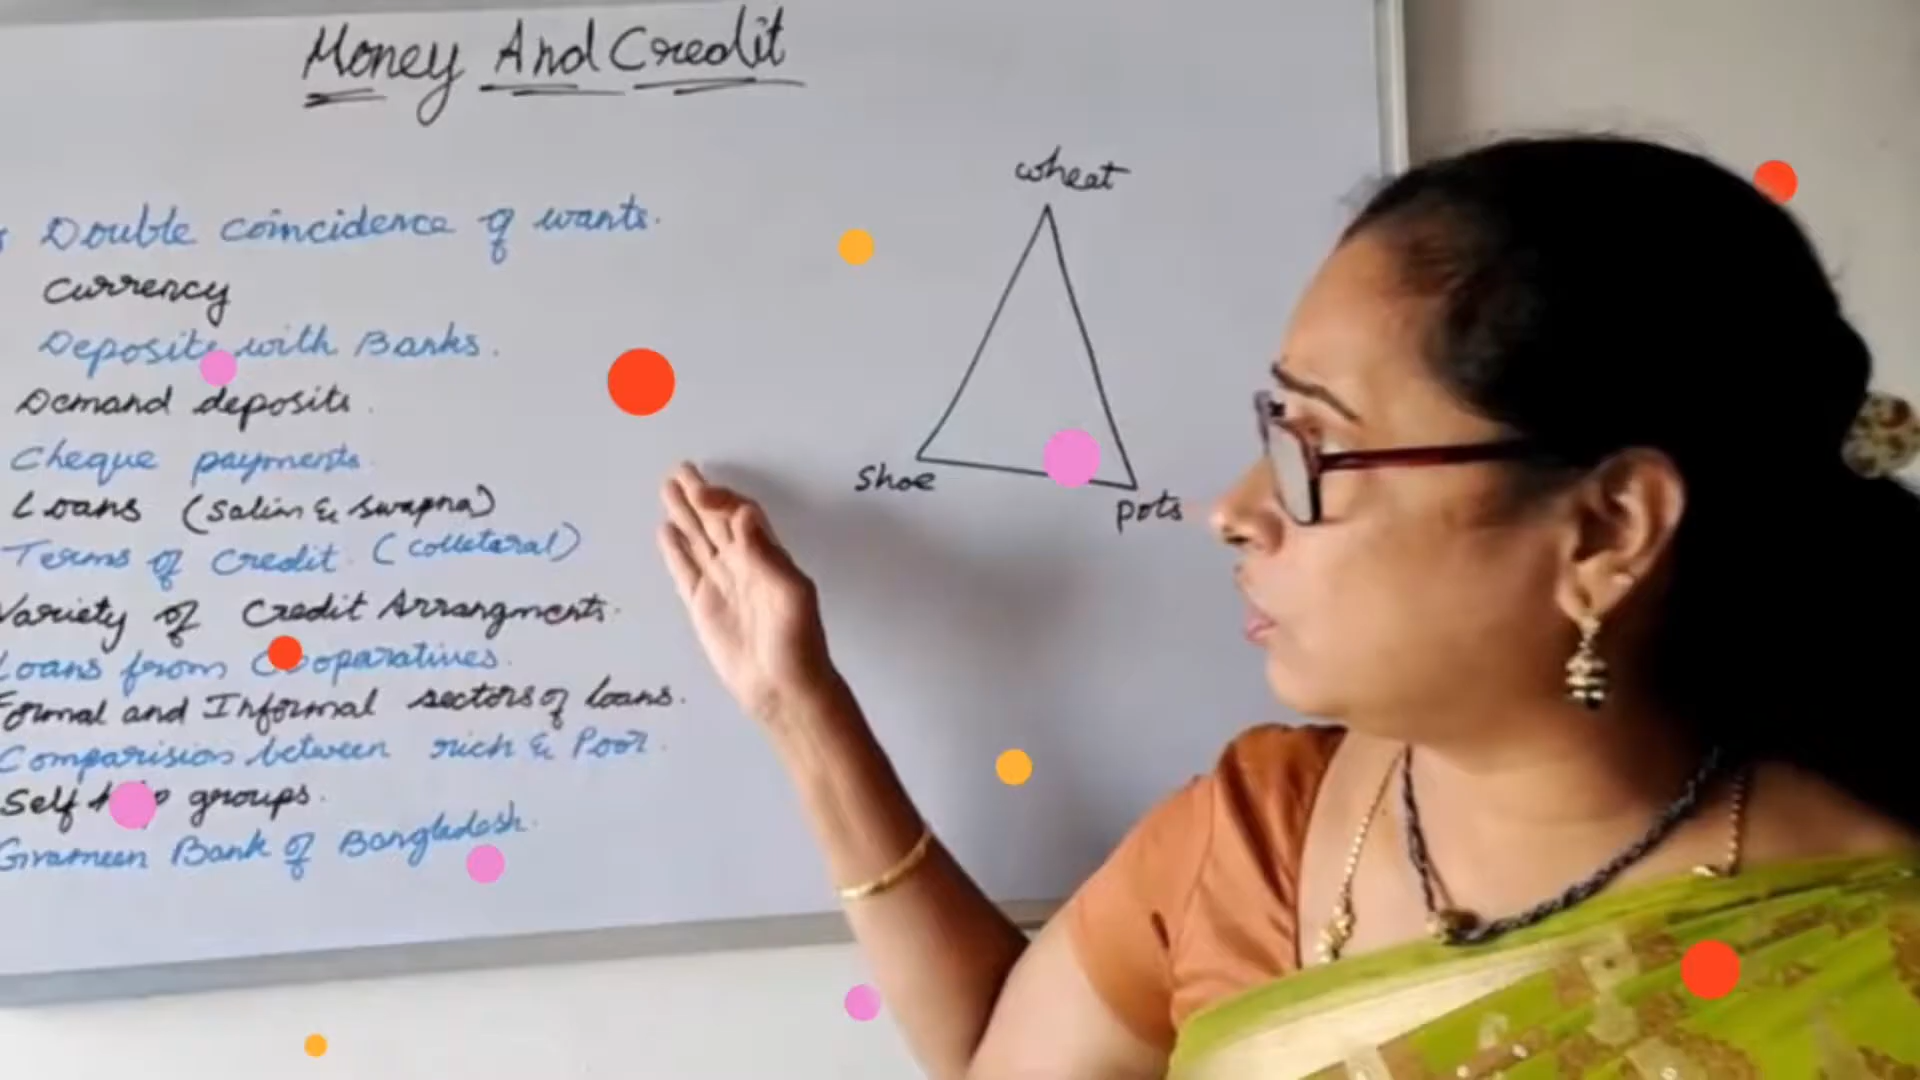 Money And Credit
Double coincidence of wants.
Currency
Deposits with Banks.
Demand deposits.
Cheque payments.
Loans (Salim & Swapna)
Terms of Credit. (Colletaral)
Variety of Credit Arrangments.
Loans from Cooparatives.
Formal and Informal sectors of loans.
Comparision between rich & Poor.
Self groups.
Grameen Bank of Bangladesh.
wheat
Shoe
pots